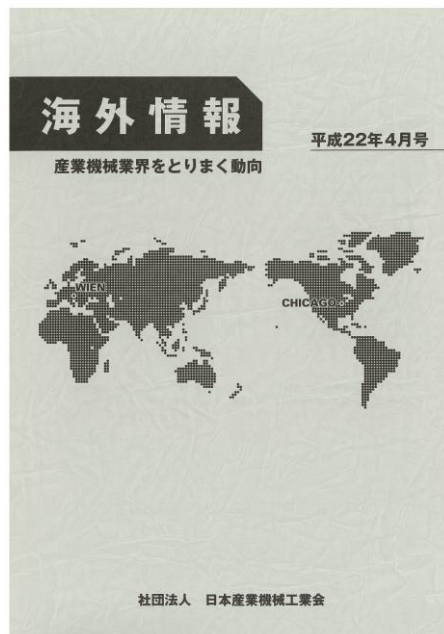 海外情報
平成22年4月号
産業機械業界をとりまく動向
WIEN
CHICAGO
社団法人 日本産業機械工業会